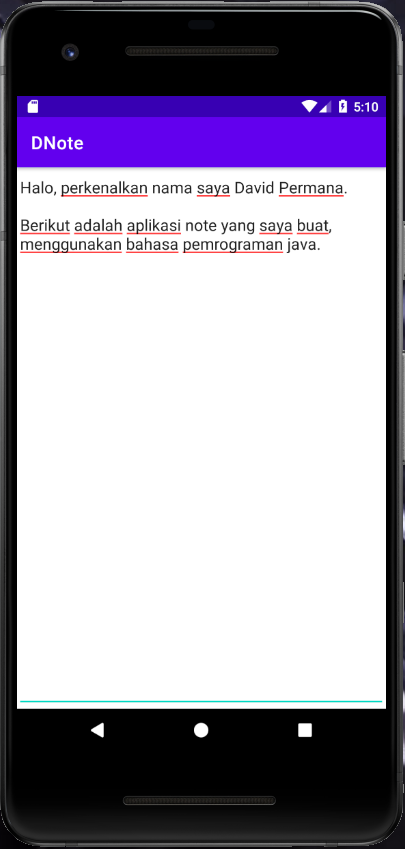 5:10
DNote
Halo, perkenalkan nama saya David Permana.
Berikut adalah aplikasi note yang saya buat,
menggunakan bahasa pemrograman java.